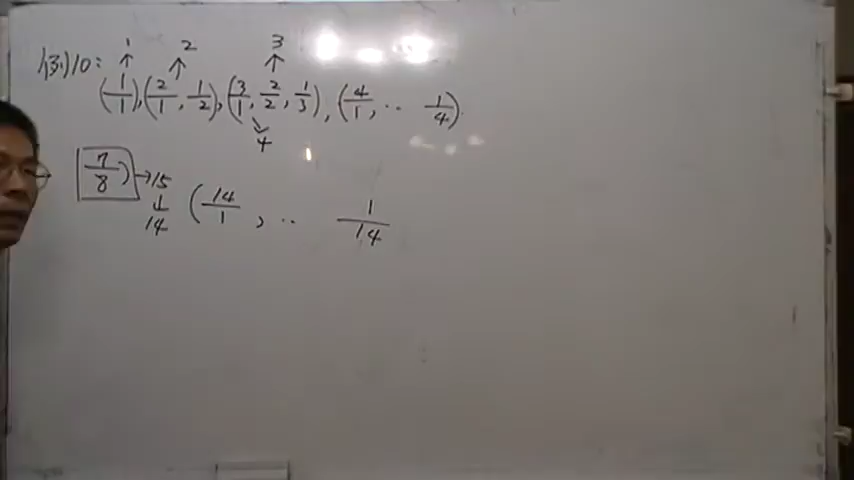 1 2 3
例10: (1/1), (2/1, 1/2), (3/1, 2/2, 1/3), (4/1, ‥ 1/4)
4
7/8) → 15
14 (14/1, ‥ 1/14